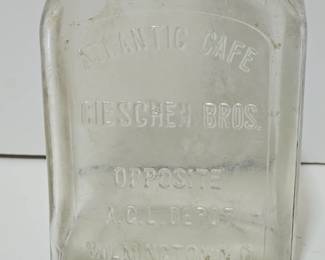 ATLANTIC CAFE
GIESCHEN BROS.
OPPOSITE
A.C.L. DEPOT
WILMINGTON, N.C.